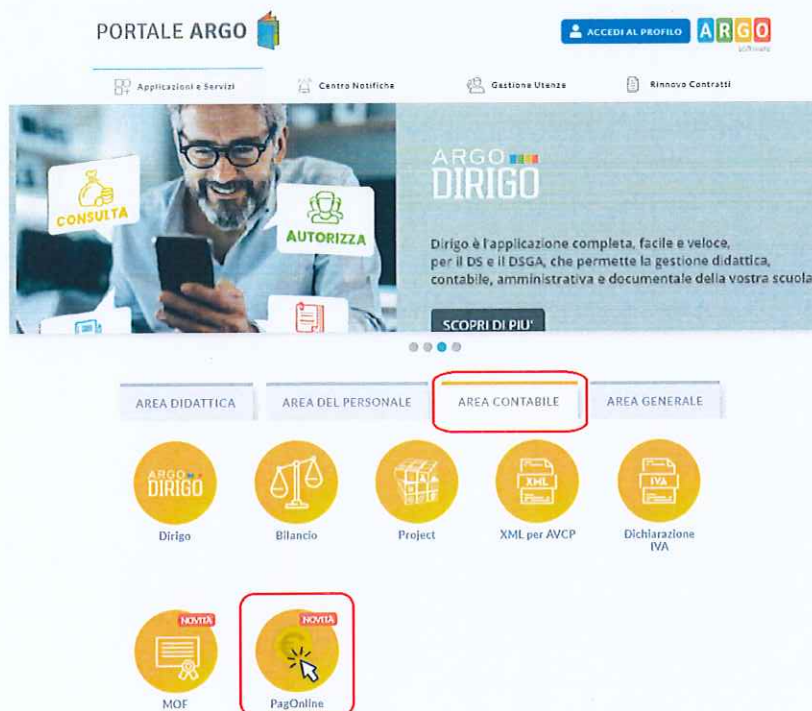 PORTALE ARGO
ACCEDI AL PROFILO
ARGO
software
Applicazioni e Servizi
Centro Notifiche
Gestione Utenze
Rinnovo Contratti
CONSULTA
AUTORIZZA
ARGO
DIRIGO
Dirigo è l'applicazione completa, facile e veloce,
per il DS e il DSGA, che permette la gestione didattica,
contabile, amministrativa e documentale della vostra scuola
SCOPRI DI PIU'
AREA DIDATTICA
AREA DEL PERSONALE
AREA CONTABILE
AREA GENERALE
ARGO
DIRIGO
XML
IVA
Dirigo
Bilancio
Project
XML per AVCP
Dichiarazione
IVA
NOVITÀ
NOVITÀ
MOF
PagOnline